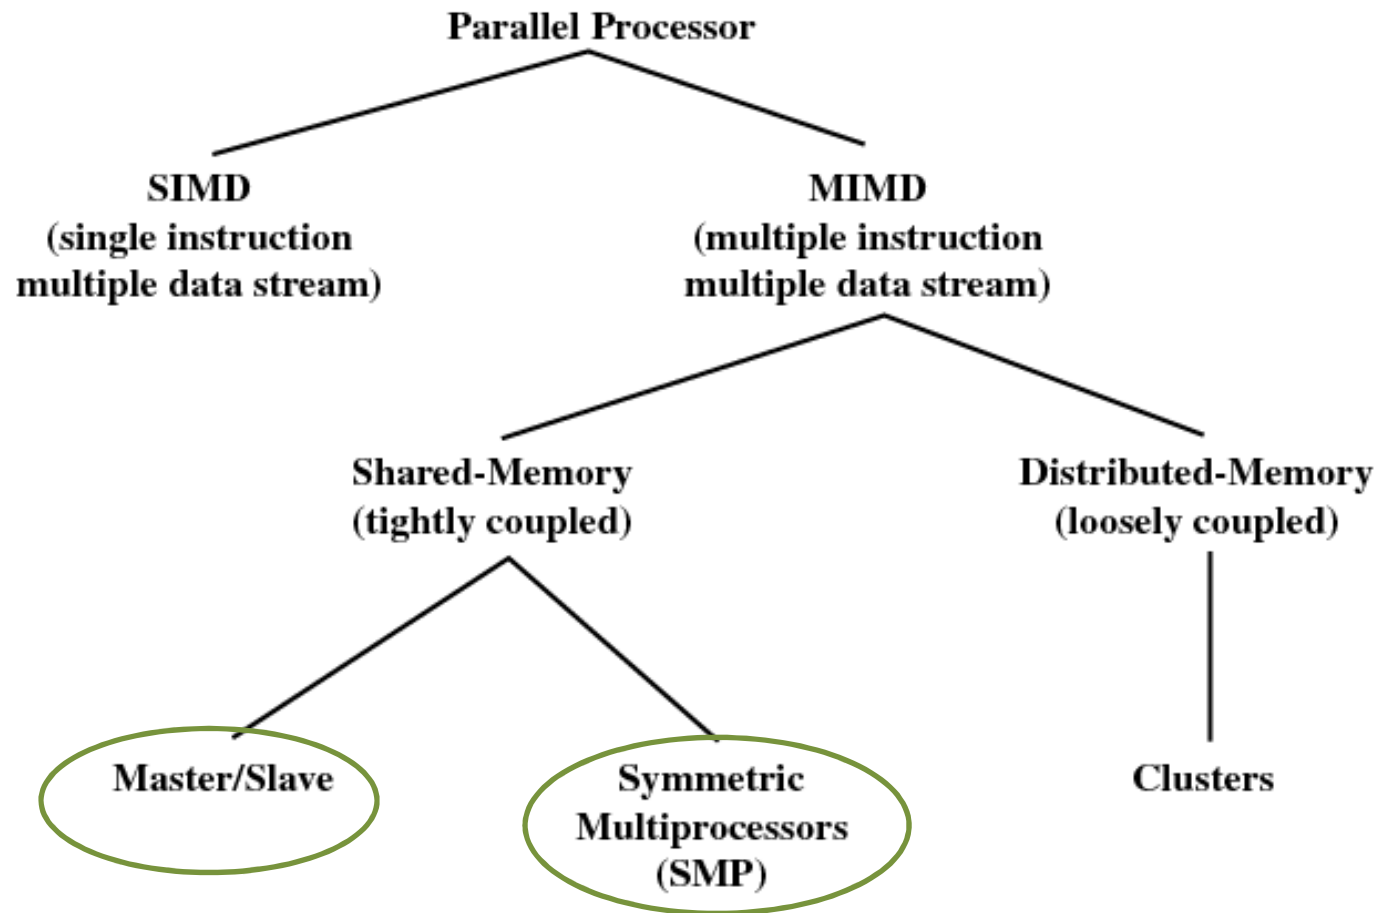 Parallel Processor
SIMD
(single instruction
multiple data stream)
MIMD
(multiple instruction
multiple data stream)
Shared-Memory
(tightly coupled)
Distributed-Memory
(loosely coupled)
Master/Slave
Symmetric
Multiprocessors
(SMP)
Clusters